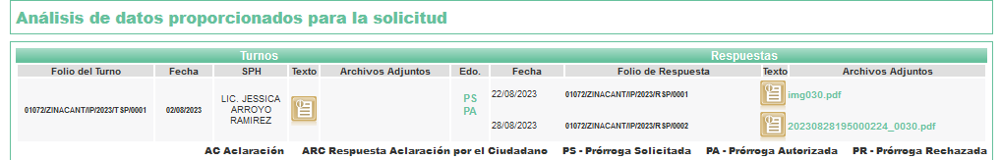 Análisis de datos proporcionados para la solicitud
Turnos Respuestas
Folio del Turno Fecha SPH Texto Archivos Adjuntos Edo. Fecha Folio de Respuesta Texto Archivos Adjuntos
01072/ZINACANT/IP/2023/TSP/0001 02/08/2023 LIC. JESSICA ARROYO RAMIREZ PS PA
22/08/2023 01072/ZINACANT/IP/2023/RSP/0001 img030.pdf
28/08/2023 01072/ZINACANT/IP/2023/RSP/0002 20230828195000224_0030.pdf
AC Aclaración ARC Respuesta Aclaración por el Ciudadano PS - Prórroga Solicitada PA - Prórroga Autorizada PR - Prórroga Rechazada